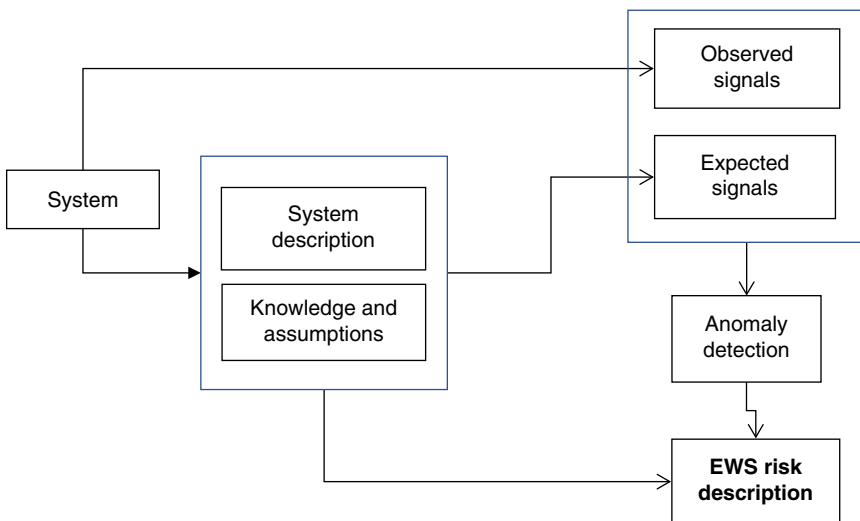 Observed
signals
Expected
signals
System
System
description
Knowledge and
assumptions
Anomaly
detection
EWS risk
description